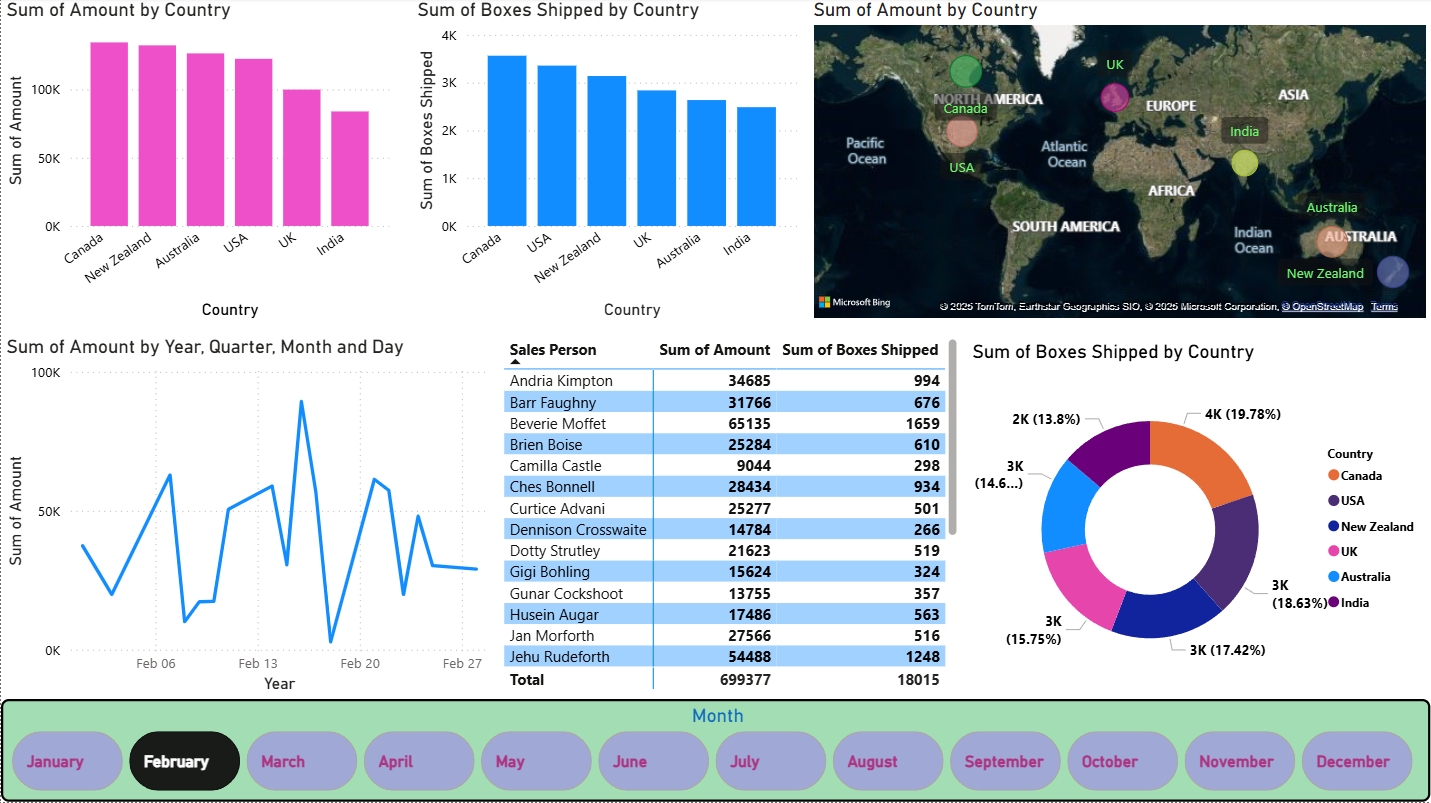 Sum of Amount by Country
Sum of Amount
100K
50K
0K
Canada
New Zealand
Australia
USA
UK
India
Country
Sum of Boxes Shipped by Country
Sum of Boxes Shipped
4K
3K
2K
1K
0K
Canada
USA
New Zealand
UK
Australia
India
Country
Sum of Amount by Country
UK
NORTH AMERICA
EUROPE
ASIA
Canada
India
Pacific
Ocean
Atlantic
Ocean
USA
AFRICA
Australia
SOUTH AMERICA
Indian
Ocean
AUSTRALIA
New Zealand
Microsoft Bing
© 2025 TomTom, Earthstar Geographics SIO, © 2025 Microsoft Corporation, © OpenStreetMap Terms
Sum of Amount by Year, Quarter, Month and Day
Sum of Amount
100K
50K
0K
Feb 06
Feb 13
Feb 20
Feb 27
Year
Sales Person Sum of Amount Sum of Boxes Shipped
Andria Kimpton 34685 994
Barr Faughny 31766 676
Beverie Moffet 65135 1659
Brien Boise 25284 610
Camilla Castle 9044 298
Ches Bonnell 28434 934
Curtice Advani 25277 501
Dennison Crosswaite 14784 266
Dotty Strutley 21623 519
Gigi Bohling 15624 324
Gunar Cockshoot 13755 357
Husein Augar 17486 563
Jan Morforth 27566 516
Jehu Rudeforth 54488 1248
Total 699377 18015
Sum of Boxes Shipped by Country
4K (19.78%)
3K
(18.63%)
3K (17.42%)
3K
(15.75%)
3K
(14.6...)
2K (13.8%)
Country
Canada
USA
New Zealand
UK
Australia
India
Month
January
February
March
April
May
June
July
August
September
October
November
December